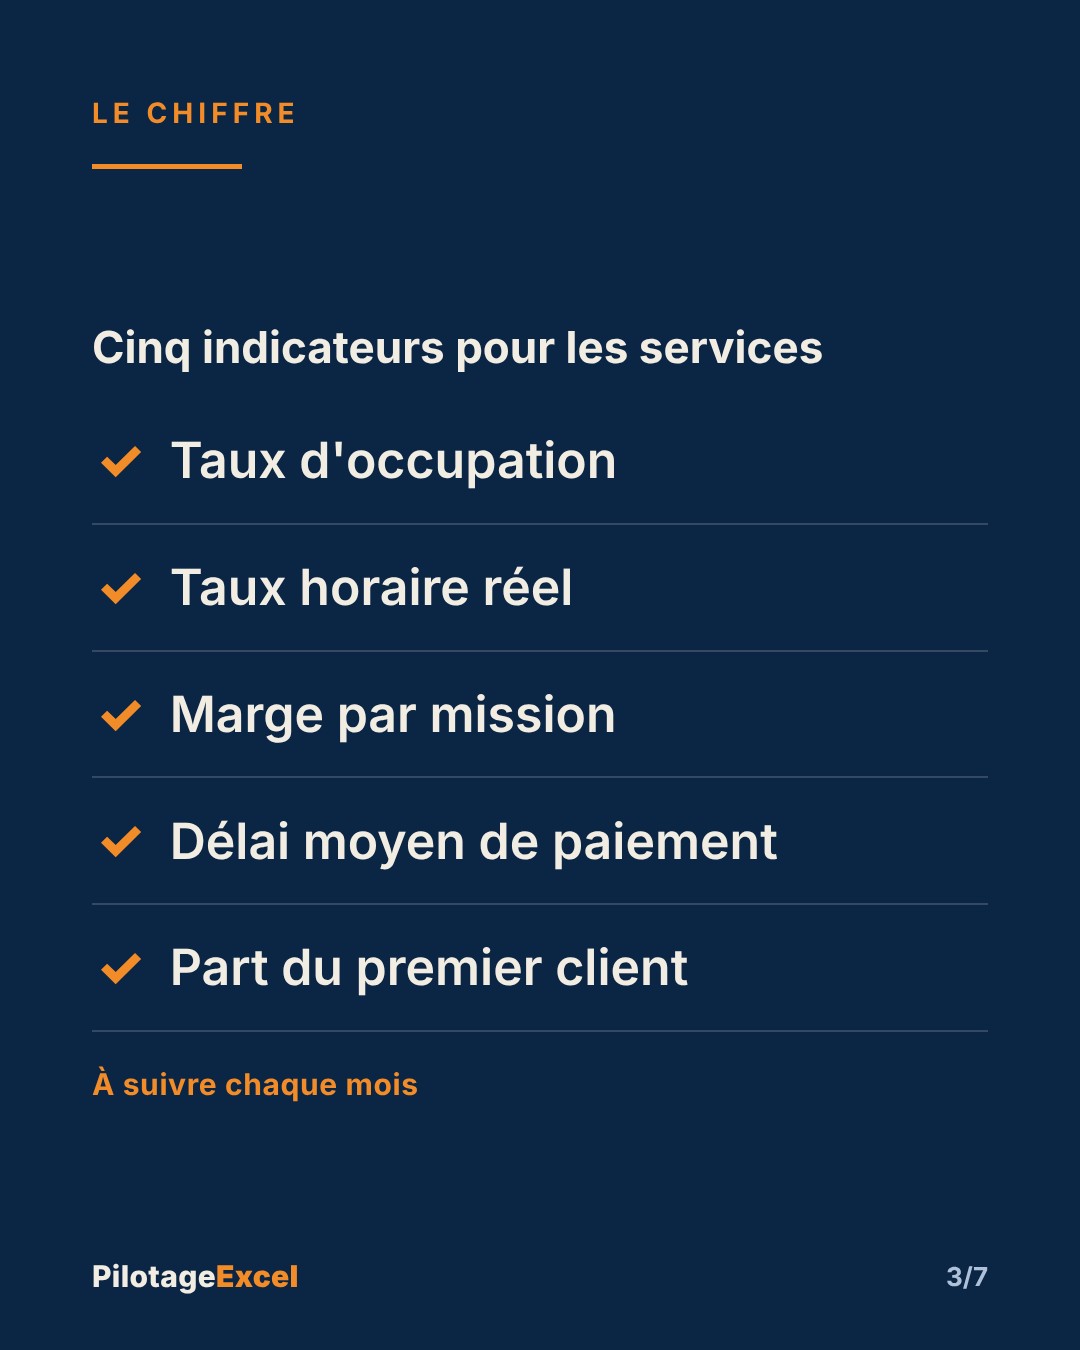 LE CHIFFRE
Cinq indicateurs pour les services
Taux d'occupation
Taux horaire réel
Marge par mission
Délai moyen de paiement
Part du premier client
À suivre chaque mois
PilotageExcel
3/7